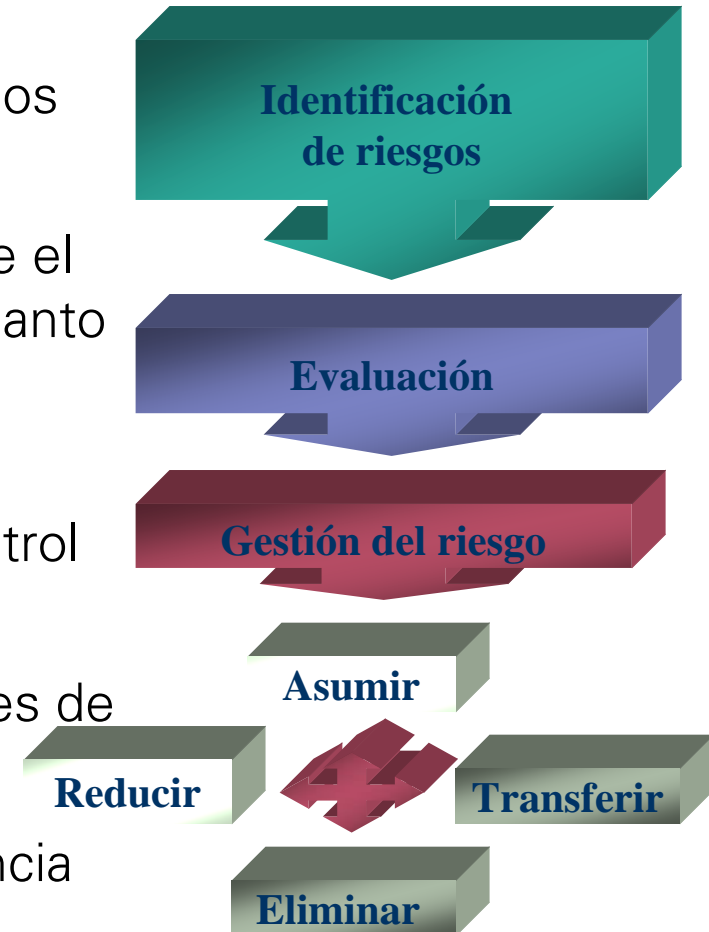 os
Identificación
de riesgos
e el
anto
Evaluación
trol
Gestión del riesgo
Asumir
es de
Reducir
Transferir
ncia
Eliminar